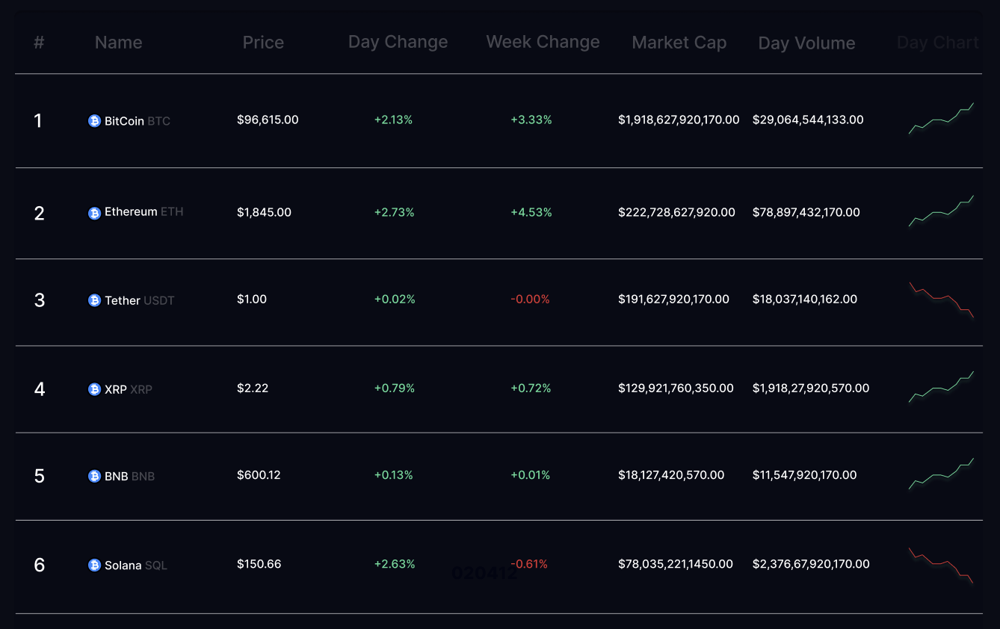 # Name Price Day Change Week Change Market Cap Day Volume Day Chart
1 BitCoin BTC $96,615.00 +2.13% +3.33% $1,918,627,920,170.00 $29,064,544,133.00
2 Ethereum ETH $1,845.00 +2.73% +4.53% $222,728,627,920.00 $78,897,432,170.00
3 Tether USDT $1.00 +0.02% -0.00% $191,627,920,170.00 $18,037,140,162.00
4 XRP XRP $2.22 +0.79% +0.72% $129,921,760,350.00 $1,918,27,920,570.00
5 BNB BNB $600.12 +0.13% +0.01% $18,127,420,570.00 $11,547,920,170.00
6 Solana SQL $150.66 +2.63% -0.61% $78,035,221,1450.00 $2,376,67,920,170.00
020412